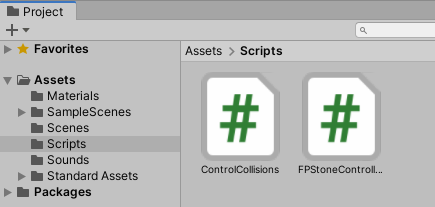 Project
Favorites
Assets > Scripts
Assets
Materials
SampleScenes
Scenes
Scripts
Sounds
Standard Assets
Packages
#
#
ControlCollisions
FPStoneControll...